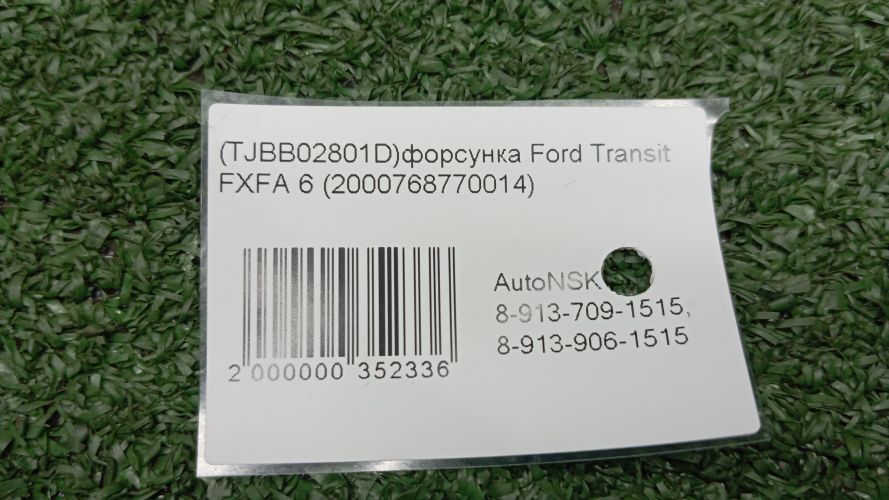 (TJBB02801D)форсунка Ford Transit
FXFA 6 (2000768770014)
AutoNSK
8-913-709-1515,
8-913-906-1515
2 000000 352336